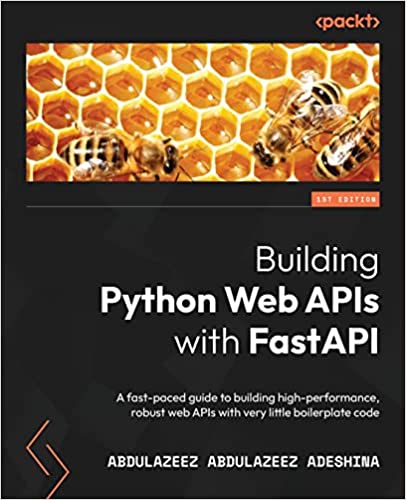 <packt>
1ST EDITION
Building
Python Web APIs
with FastAPI
A fast-paced guide to building high-performance,
robust web APIs with very little boilerplate code
ABDULAZEEZ ABDULAZEEZ ADESHINA